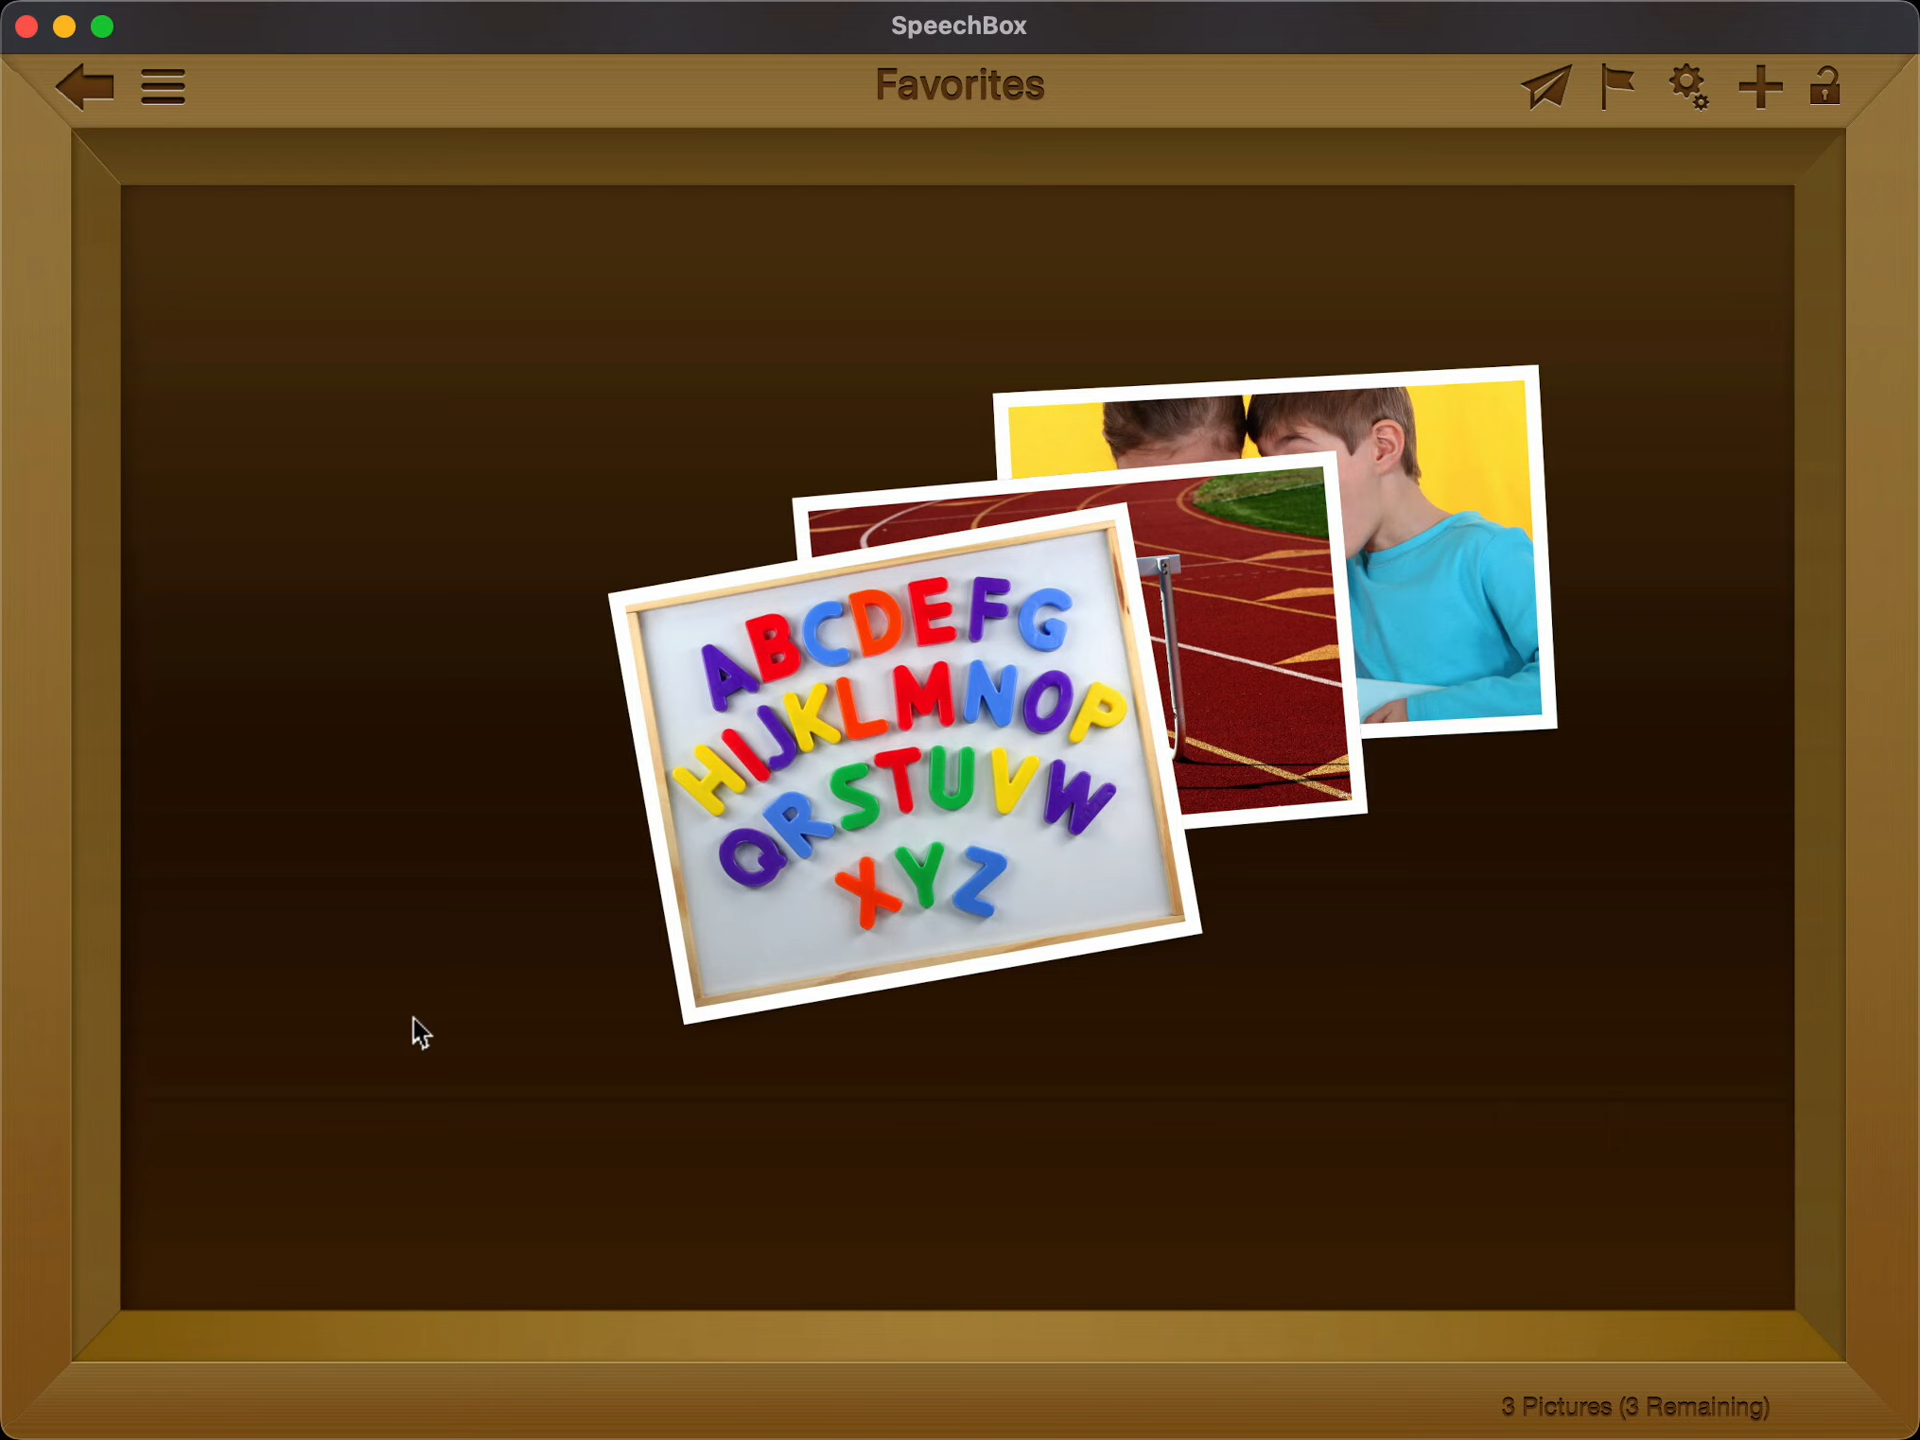 SpeechBox
Favorites
ABCDEFG
HIJKLMNOP
QRSTUVW
XYZ
3 Pictures (3 Remaining)